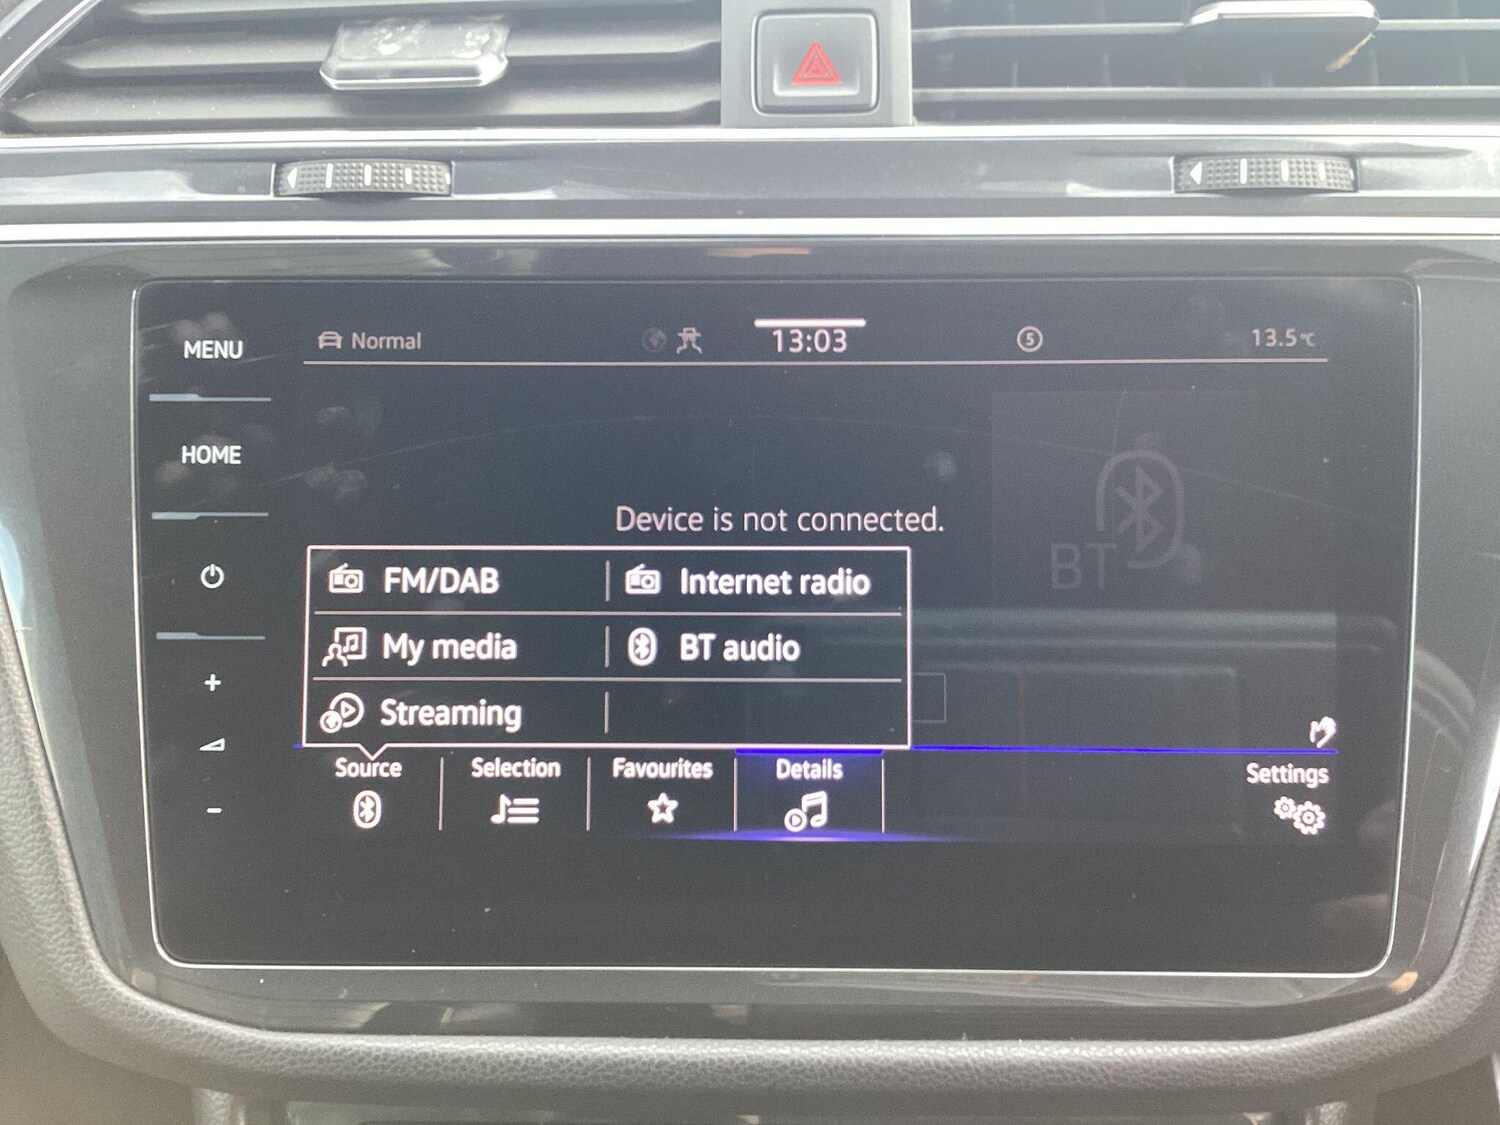 MENU
Normal
13:03
5
13.5°C
HOME
BT
Device is not connected.
FM/DAB
Internet radio
My media
BT audio
Streaming
Source
Selection
Favourites
Details
Settings
+
-